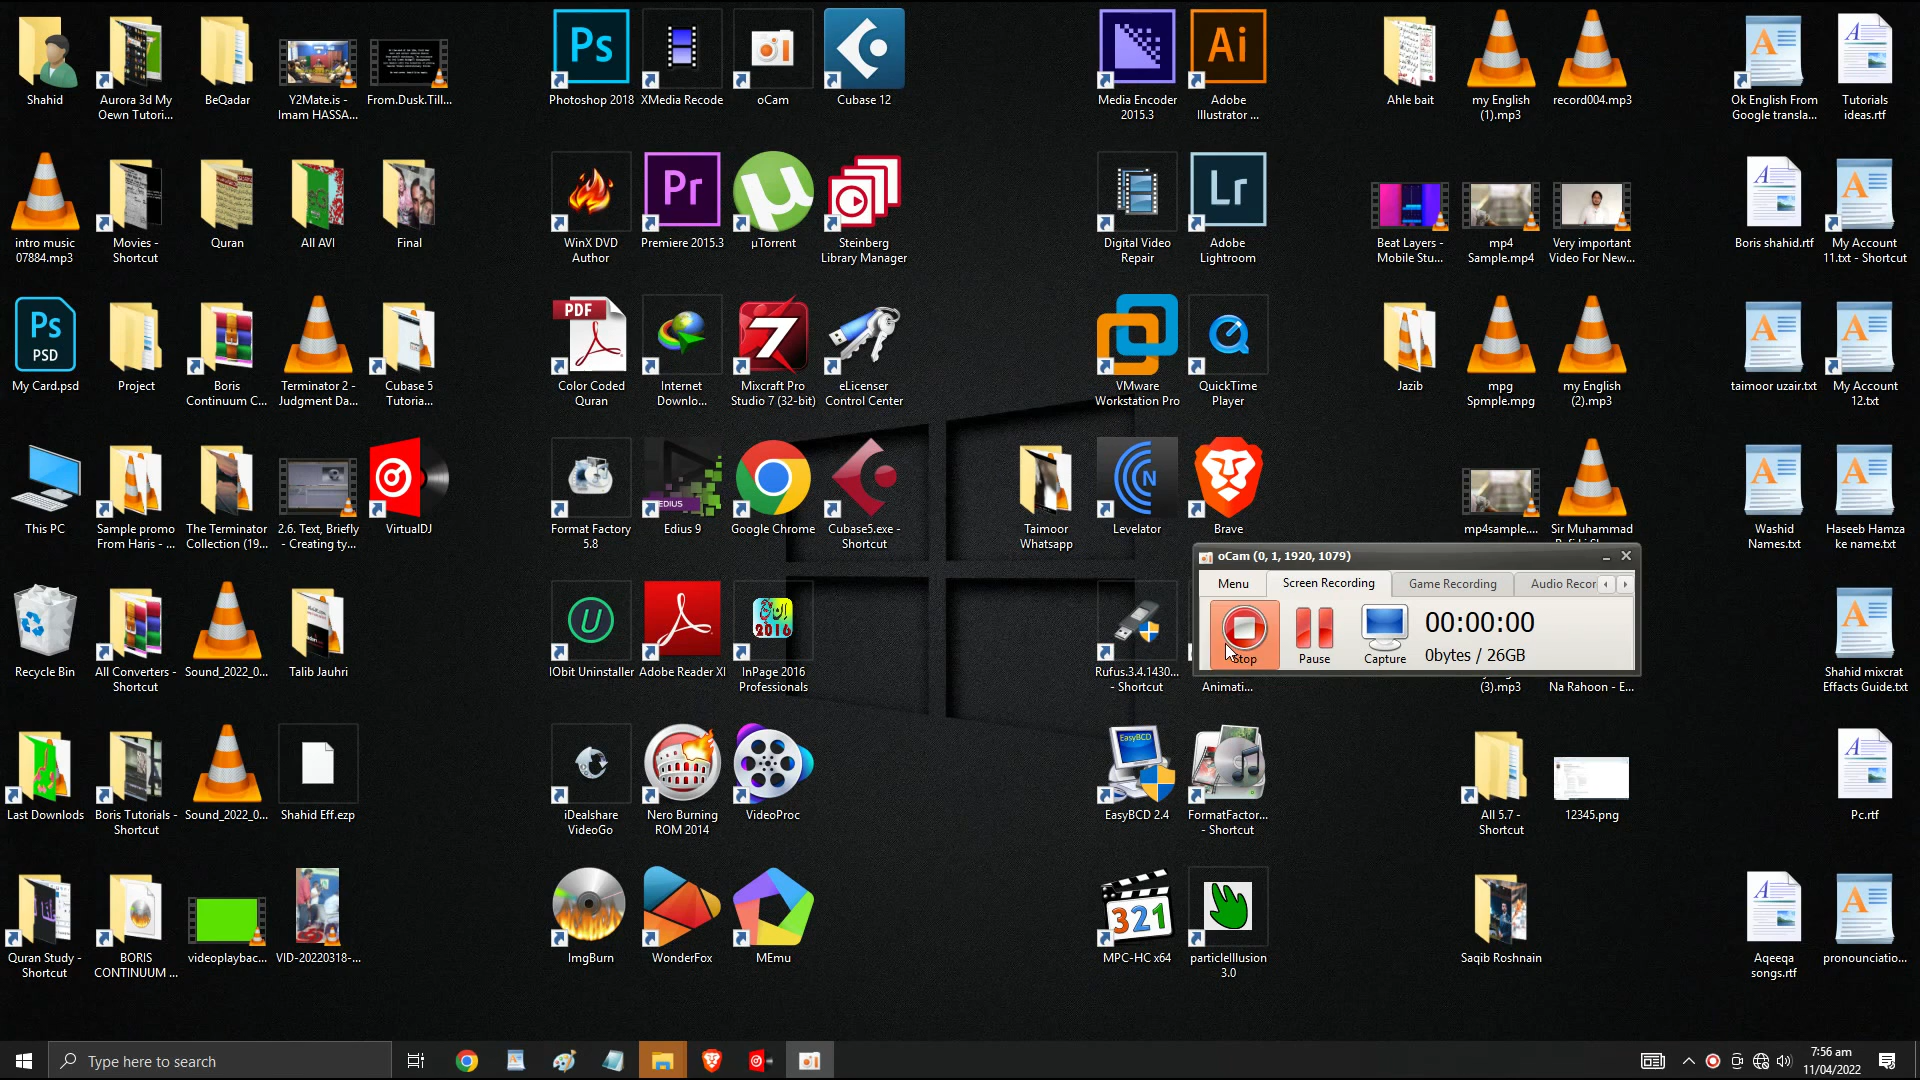 Shahid
Aurora 3d My
Oewn Tutori...
BeQadar
Y2Mate.is -
Imam HASSA...
From.Dusk.Till...
Ps
Photoshop 2018
XMedia Recode
oCam
Cubase 12
Media Encoder
2015.3
Ai
Adobe
Illustrator ...
Ahle bait
my English
(1).mp3
record004.mp3
Ok English From
Google transla...
Tutorials
ideas.rtf
intro music
07884.mp3
Movies -
Shortcut
Quran
All AVI
Final
WinX DVD
Author
Pr
Premiere 2015.3
µ
µTorrent
Steinberg
Library Manager
Digital Video
Repair
Lr
Adobe
Lightroom
Beat Layers -
Mobile Stu...
mp4
Sample.mp4
Very important
Video For New...
Boris shahid.rtf
My Account
11.txt - Shortcut
Ps
PSD
My Card.psd
Project
Boris
Continuum C...
Terminator 2 -
Judgment Da...
Cubase 5
Tutoria...
PDF
Color Coded
Quran
Internet
Downlo...
7
Mixcraft Pro
Studio 7 (32-bit)
eLicenser
Control Center
VMware
Workstation Pro
QuickTime
Player
Jazib
mpg
Spmple.mpg
my English
(2).mp3
taimoor uzair.txt
My Account
12.txt
This PC
Sample promo
From Haris - ...
The Terminator
Collection (19...
2.6. Text, Briefly
- Creating ty...
VirtualDJ
Format Factory
5.8
EDIUS
Edius 9
Google Chrome
Cubase5.exe -
Shortcut
Taimoor
Whatsapp
N
Levelator
Brave
mp4sample....
Sir Muhammad
Washid
Names.txt
Haseeb Hamza
ke name.txt
oCam (0, 1, 1920, 1079)
Menu
Screen Recording
Game Recording
Audio Recor
Stop
Pause
Capture
00:00:00
0bytes / 26GB
Recycle Bin
All Converters -
Shortcut
Sound_2022_0...
Talib Jauhri
U
IObit Uninstaller
Adobe Reader XI
2016
InPage 2016
Professionals
Rufus.3.4.1430...
- Shortcut
Animati...
(3).mp3
Na Rahoon - E...
Shahid mixcrat
Effacts Guide.txt
Last Downlods
Boris Tutorials -
Shortcut
Sound_2022_0...
Shahid Eff.ezp
iDealshare
VideoGo
Nero Burning
ROM 2014
VideoProc
EasyBCD
EasyBCD 2.4
FormatFactor...
- Shortcut
All 5.7 -
Shortcut
12345.png
Pc.rtf
Quran Study -
Shortcut
BORIS
CONTINUUM ...
videoplaybac...
VID-20220318-...
ImgBurn
WonderFox
MEmu
321
MPC-HC x64
particleIllusion
3.0
Saqib Roshnain
Aqeeqa
songs.rtf
pronounciatio...
Type here to search
7:56 am
11/04/2022